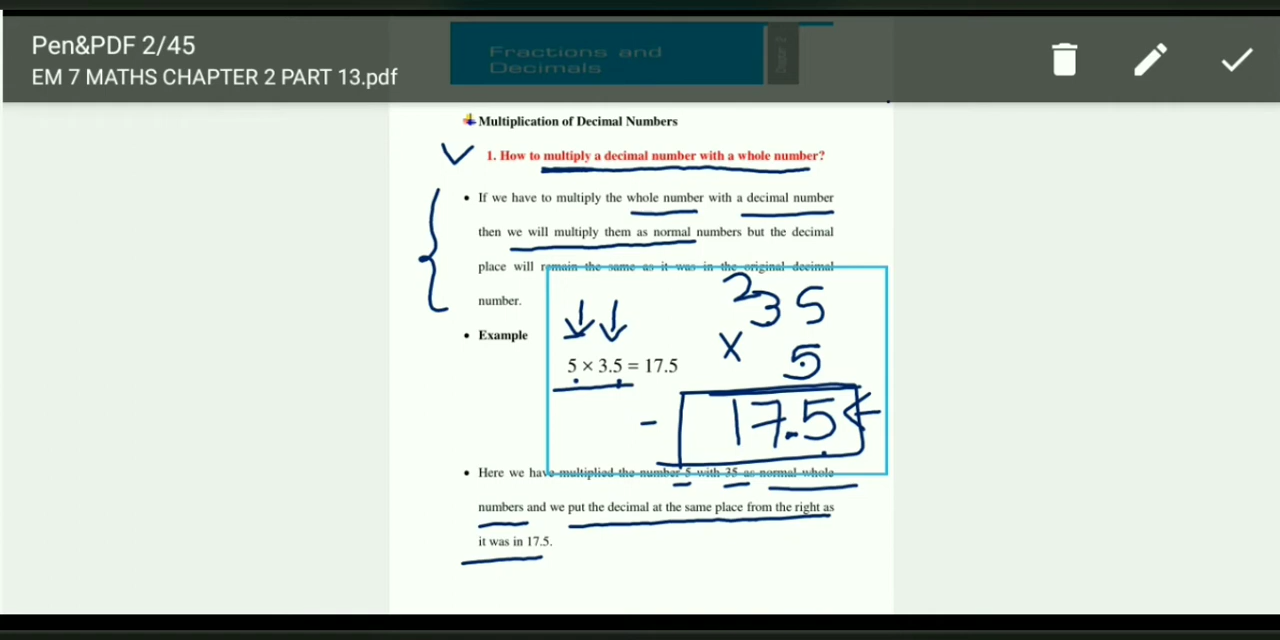 Pen&PDF 2/45
EM 7 MATHS CHAPTER 2 PART 13.pdf
Fractions and
Decimals
Multiplication of Decimal Numbers
1. How to multiply a decimal number with a whole number?
• If we have to multiply the whole number with a decimal number
then we will multiply them as normal numbers but the decimal
place will remain the same as it was in the original decimal
number.
• Example
5 × 3.5 = 17.5
2
35
× 5
17.5
• Here we have multiplied the number 5 with 35 as normal whole
numbers and we put the decimal at the same place from the right as
it was in 17.5.